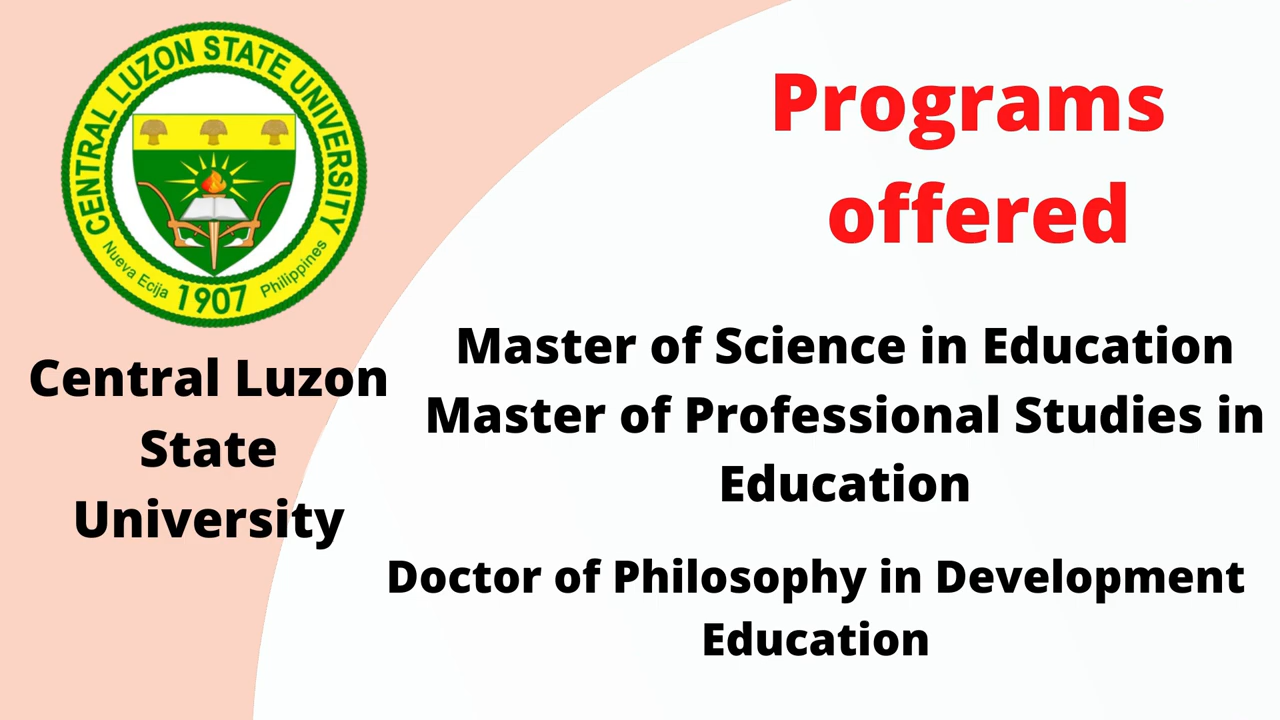 CENTRAL LUZON STATE UNIVERSITY
Nueva Ecija 1907 Philippines
Central Luzon
State
University
Programs
offered
Master of Science in Education
Master of Professional Studies in
Education
Doctor of Philosophy in Development
Education